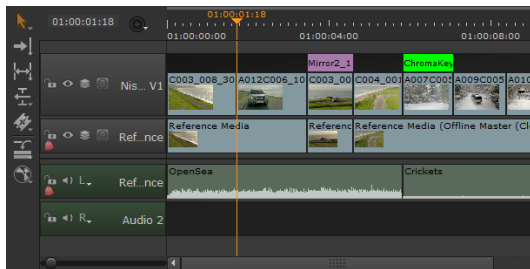 01:00:01:18
01:00:01:18
01:00:00:00 01:00:04:00 01:00:08:00
Mirror2_1 ChromaKey
Nis... V1 C003_008_30 A012C006_10 C003_00 C004_001 A007C005 A009C005 A010
Ref...nce Reference Media Referenc Reference Media (Offline Master (Clo
L Ref...nce OpenSea Crickets
R Audio 2